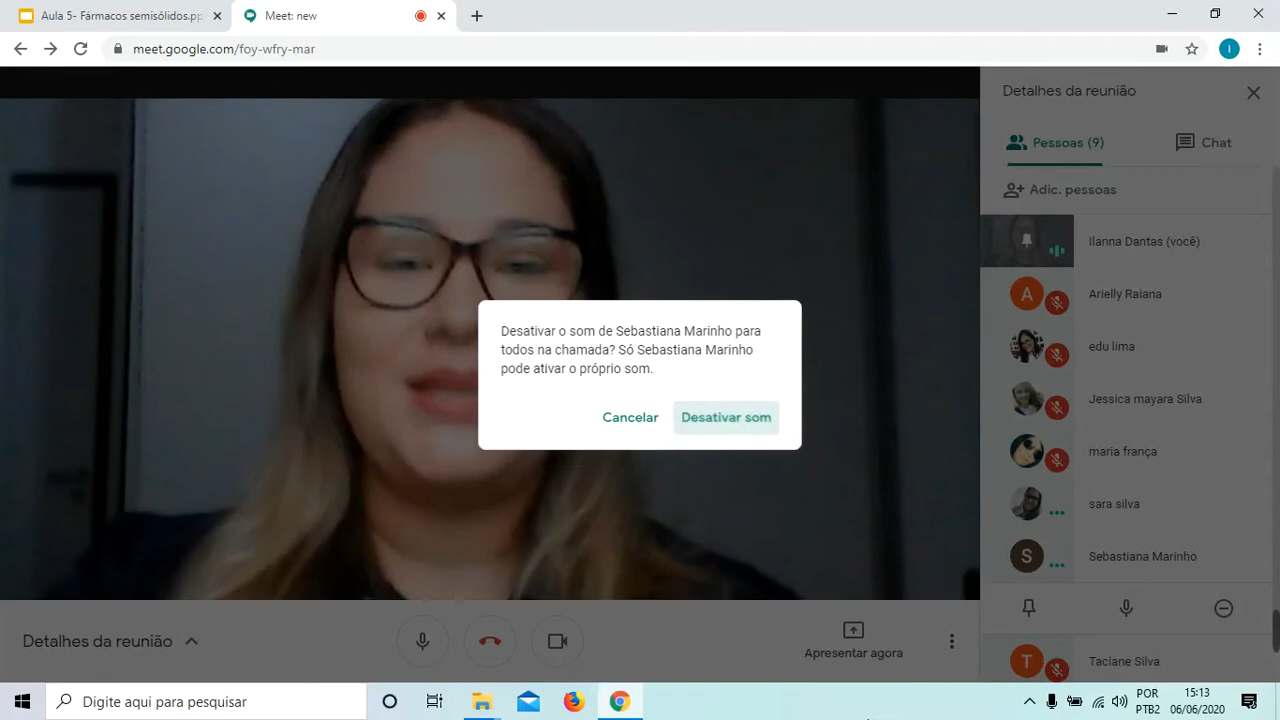 Aula 5- Fármacos semisólidos.pp
Meet: new
meet.google.com/foy-wfry-mar
I
Detalhes da reunião
Pessoas (9)
Chat
Adic. pessoas
Ilanna Dantas (você)
A
Arielly Raiana
edu lima
Jessica mayara Silva
maria frança
sara silva
S
Sebastiana Marinho
T
Taciane Silva
Desativar o som de Sebastiana Marinho para
todos na chamada? Só Sebastiana Marinho
pode ativar o próprio som.
Cancelar
Desativar som
Detalhes da reunião
Apresentar agora
Digite aqui para pesquisar
POR
PTB2
15:13
06/06/2020